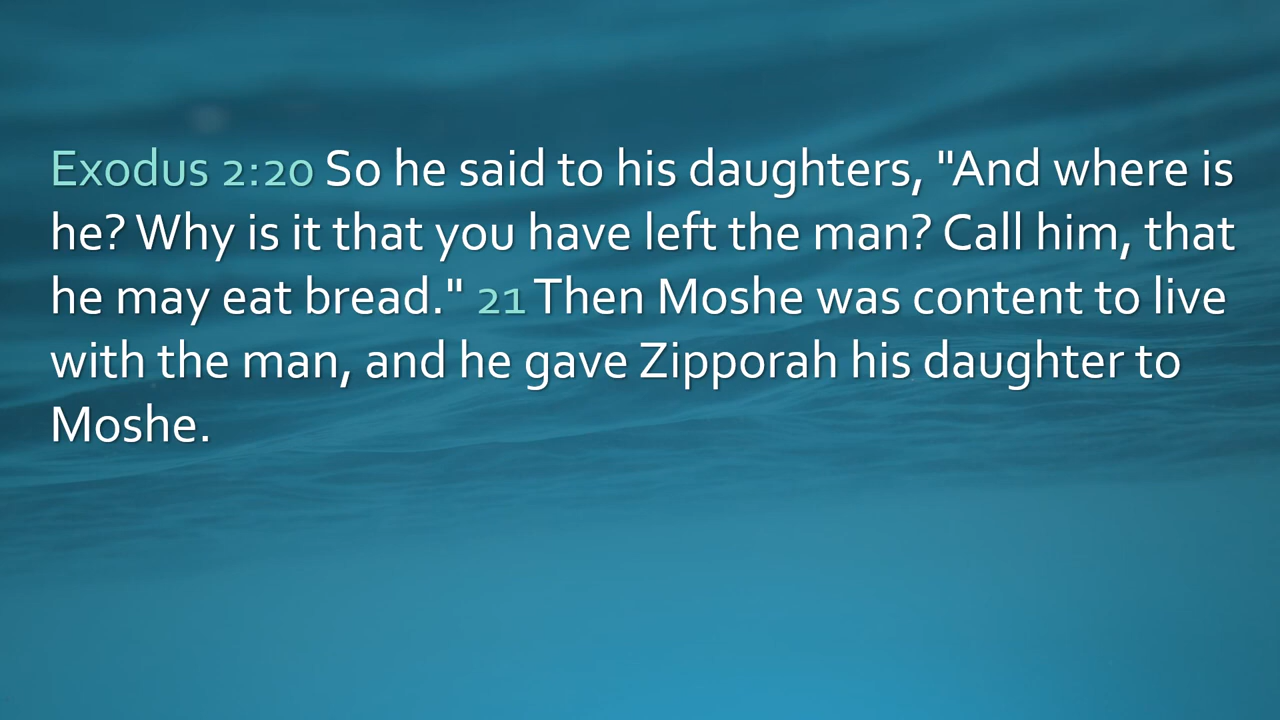 Exodus 2:20 So he said to his daughters, "And where is
he? Why is it that you have left the man? Call him, that
he may eat bread." 21 Then Moshe was content to live
with the man, and he gave Zipporah his daughter to
Moshe.